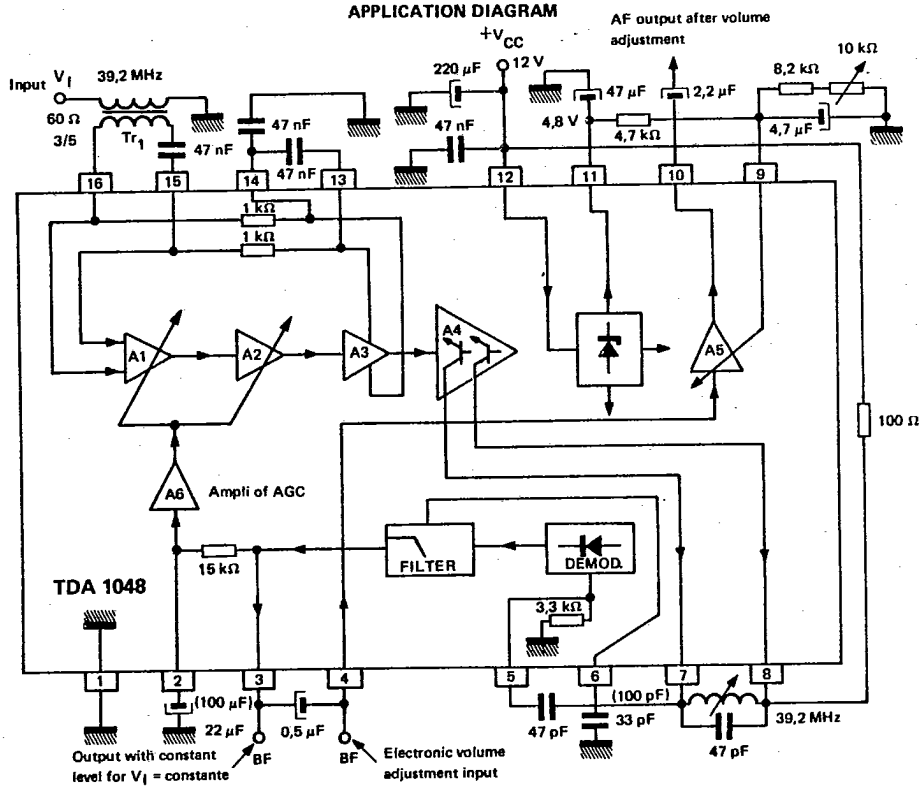 APPLICATION DIAGRAM
+VCC
12 V
AF output after volume
adjustment
Input VI
39,2 MHz
60 Ω
3/5
Tr1
47 nF
47 nF
47 nF
220 µF
47 nF
47 µF
4,8 V
4,7 kΩ
2,2 µF
8,2 kΩ
10 kΩ
4,7 µF
16
15
14
13
12
11
10
9
1 kΩ
1 kΩ
A1
A2
A3
A4
A5
100 Ω
A6
Ampli of AGC
15 kΩ
FILTER
DEMOD.
TDA 1048
3,3 kΩ
1
2
3
4
5
6
7
8
(100 µF)
22 µF
0,5 µF
BF
BF
47 pF
33 pF
(100 pF)
47 pF
39,2 MHz
Output with constant
level for VI = constante
Electronic volume
adjustment input